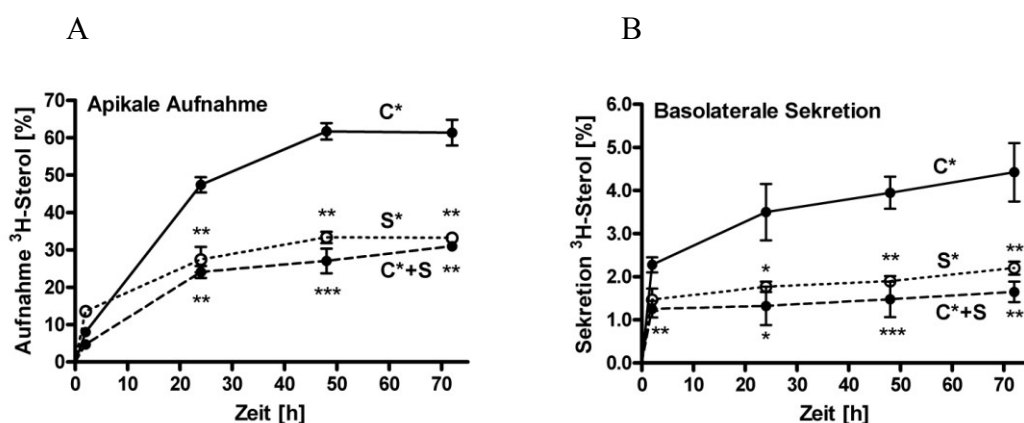 A
B
Apikale Aufnahme
Aufnahme ³H-Sterol [%]
70
60
50
40
30
20
10
0
C*
S*
C*+S
**
**
**
**
***
**
0 10 20 30 40 50 60 70
Zeit [h]
Basolaterale Sekretion
Sekretion ³H-Sterol [%]
6.0
5.0
4.0
3.0
2.0
1.0
0.0
C*
S*
C*+S
*
**
**
**
*
***
**
0 10 20 30 40 50 60 70
Zeit [h]